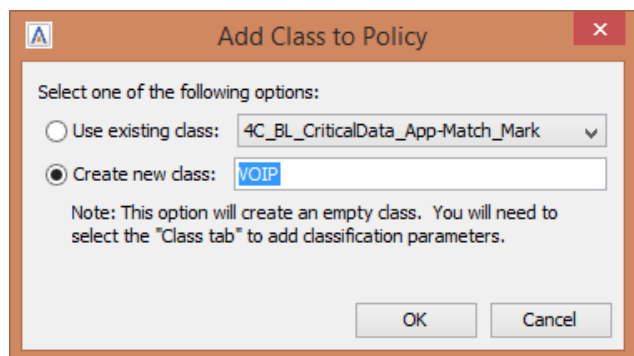 Add Class to Policy
Select one of the following options:
Use existing class: 4C_BL_CriticalData_App-Match_Mark
Create new class: VOIP
Note: This option will create an empty class. You will need to
select the "Class tab" to add classification parameters.
OK Cancel